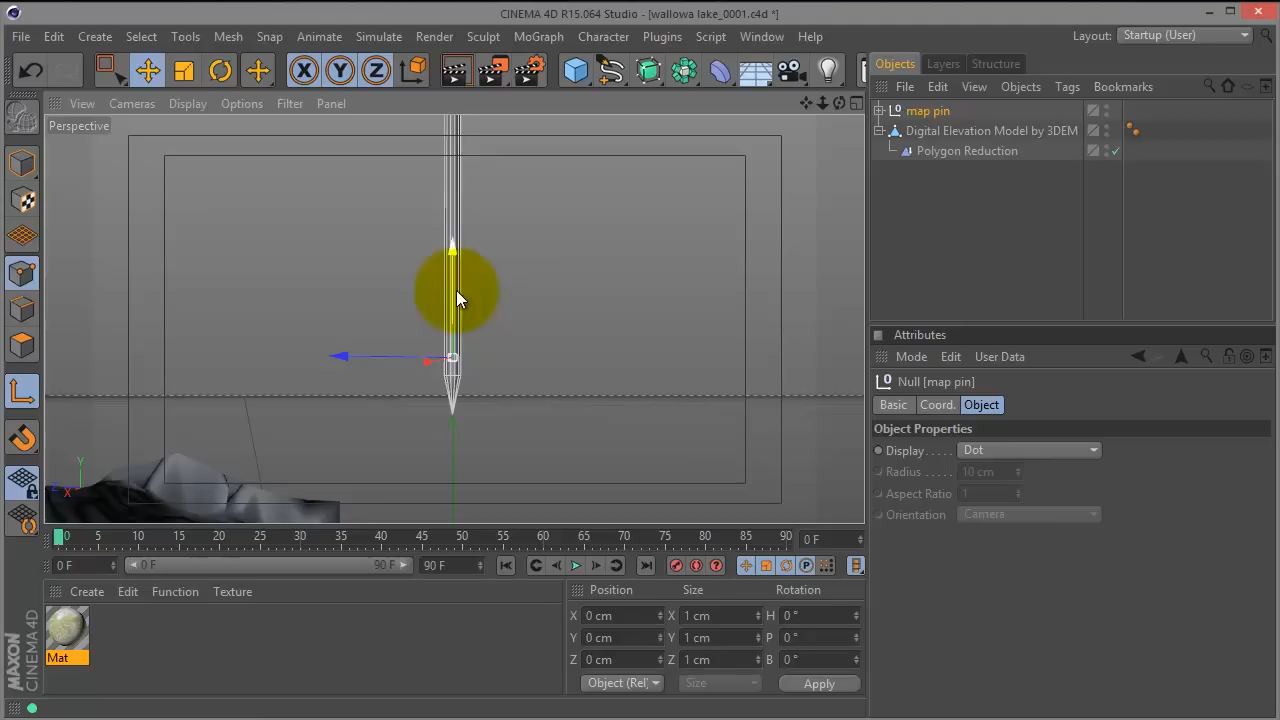 CINEMA 4D R15.064 Studio - [wallowa lake_0001.c4d *]
File Edit Create Select Tools Mesh Snap Animate Simulate Render Sculpt MoGraph Character Plugins Script Window Help
Layout: Startup (User)
X Y Z
Objects Layers Structure
View Cameras Display Options Filter Panel
File Edit View Objects Tags Bookmarks
Perspective
map pin
Digital Elevation Model by 3DEM
Polygon Reduction
Attributes
Mode Edit User Data
Null [map pin]
Basic Coord. Object
Object Properties
Display . . . . . Dot
Radius . . . . . 10 cm
Aspect Ratio 1
Orientation Camera
Y
Z X
0 5 10 15 20 25 30 35 40 45 50 55 60 65 70 75 80 85 90 0 F
0 F 0 F 90 F 90 F
Create Edit Function Texture
Position Size Rotation
X 0 cm X 1 cm H 0 °
Y 0 cm Y 1 cm P 0 °
Z 0 cm Z 1 cm B 0 °
Object (Rel) Size Apply
Mat
MAXON
CINEMA 4D